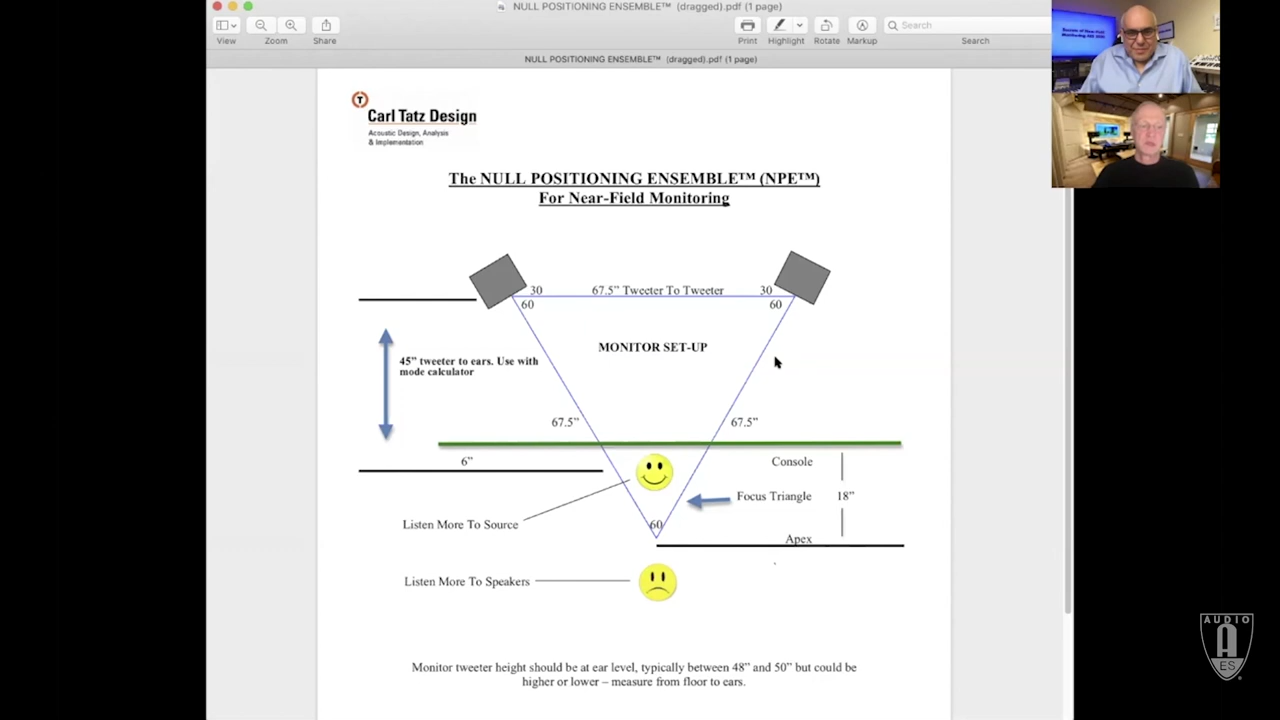 NULL POSITIONING ENSEMBLE™ (dragged).pdf (1 page)
View
Zoom
Share
Print
Highlight
Rotate
Markup
Search
Search
NULL POSITIONING ENSEMBLE™ (dragged).pdf (1 page)
T
Carl Tatz Design
Acoustic Design, Analysis
& Implementation
The NULL POSITIONING ENSEMBLE™ (NPE™)
For Near-Field Monitoring
30
67.5” Tweeter To Tweeter
30
60
60
MONITOR SET-UP
45” tweeter to ears. Use with
mode calculator
67.5”
67.5”
6”
Console
Focus Triangle
18”
Listen More To Source
60
Apex
Listen More To Speakers
Monitor tweeter height should be at ear level, typically between 48” and 50” but could be
higher or lower – measure from floor to ears.
AUDIO
A
ES